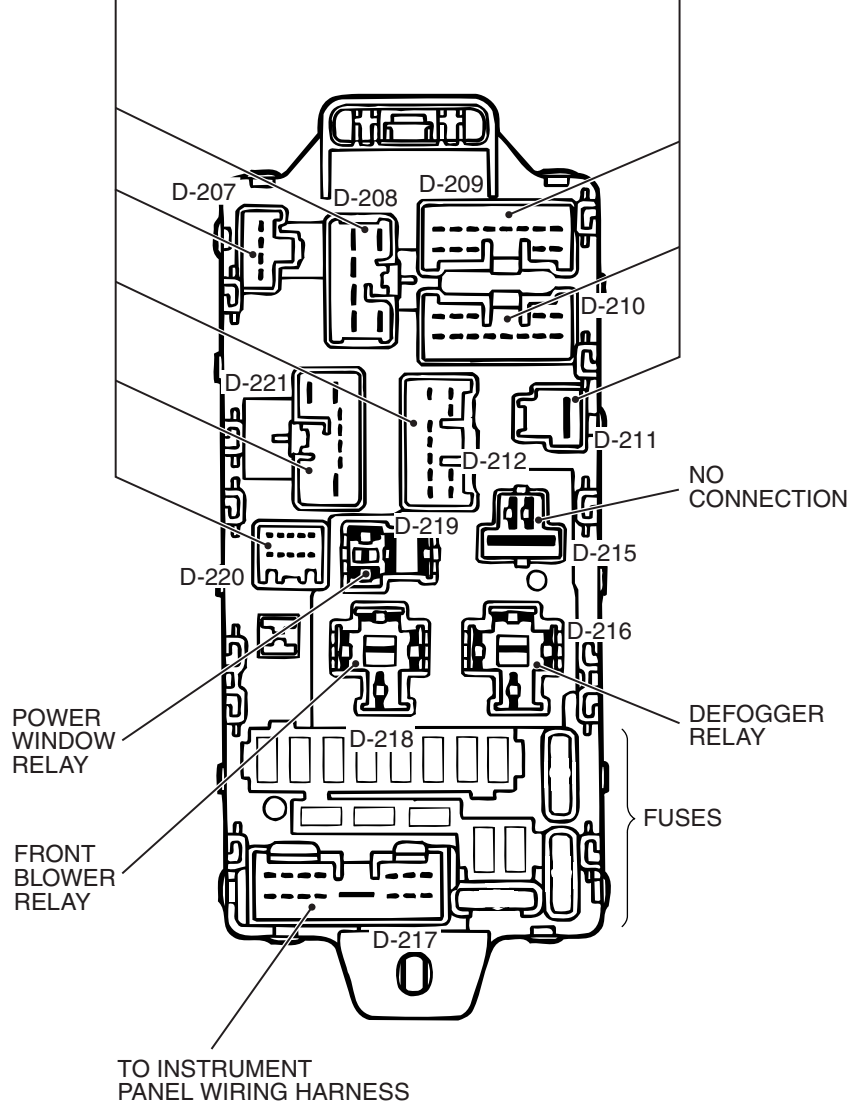 D-207
D-208
D-209
D-210
D-221
D-211
D-212
NO
CONNECTION
D-219
D-215
D-220
D-216
POWER
WINDOW
RELAY
DEFOGGER
RELAY
D-218
FUSES
FRONT
BLOWER
RELAY
D-217
TO INSTRUMENT
PANEL WIRING HARNESS